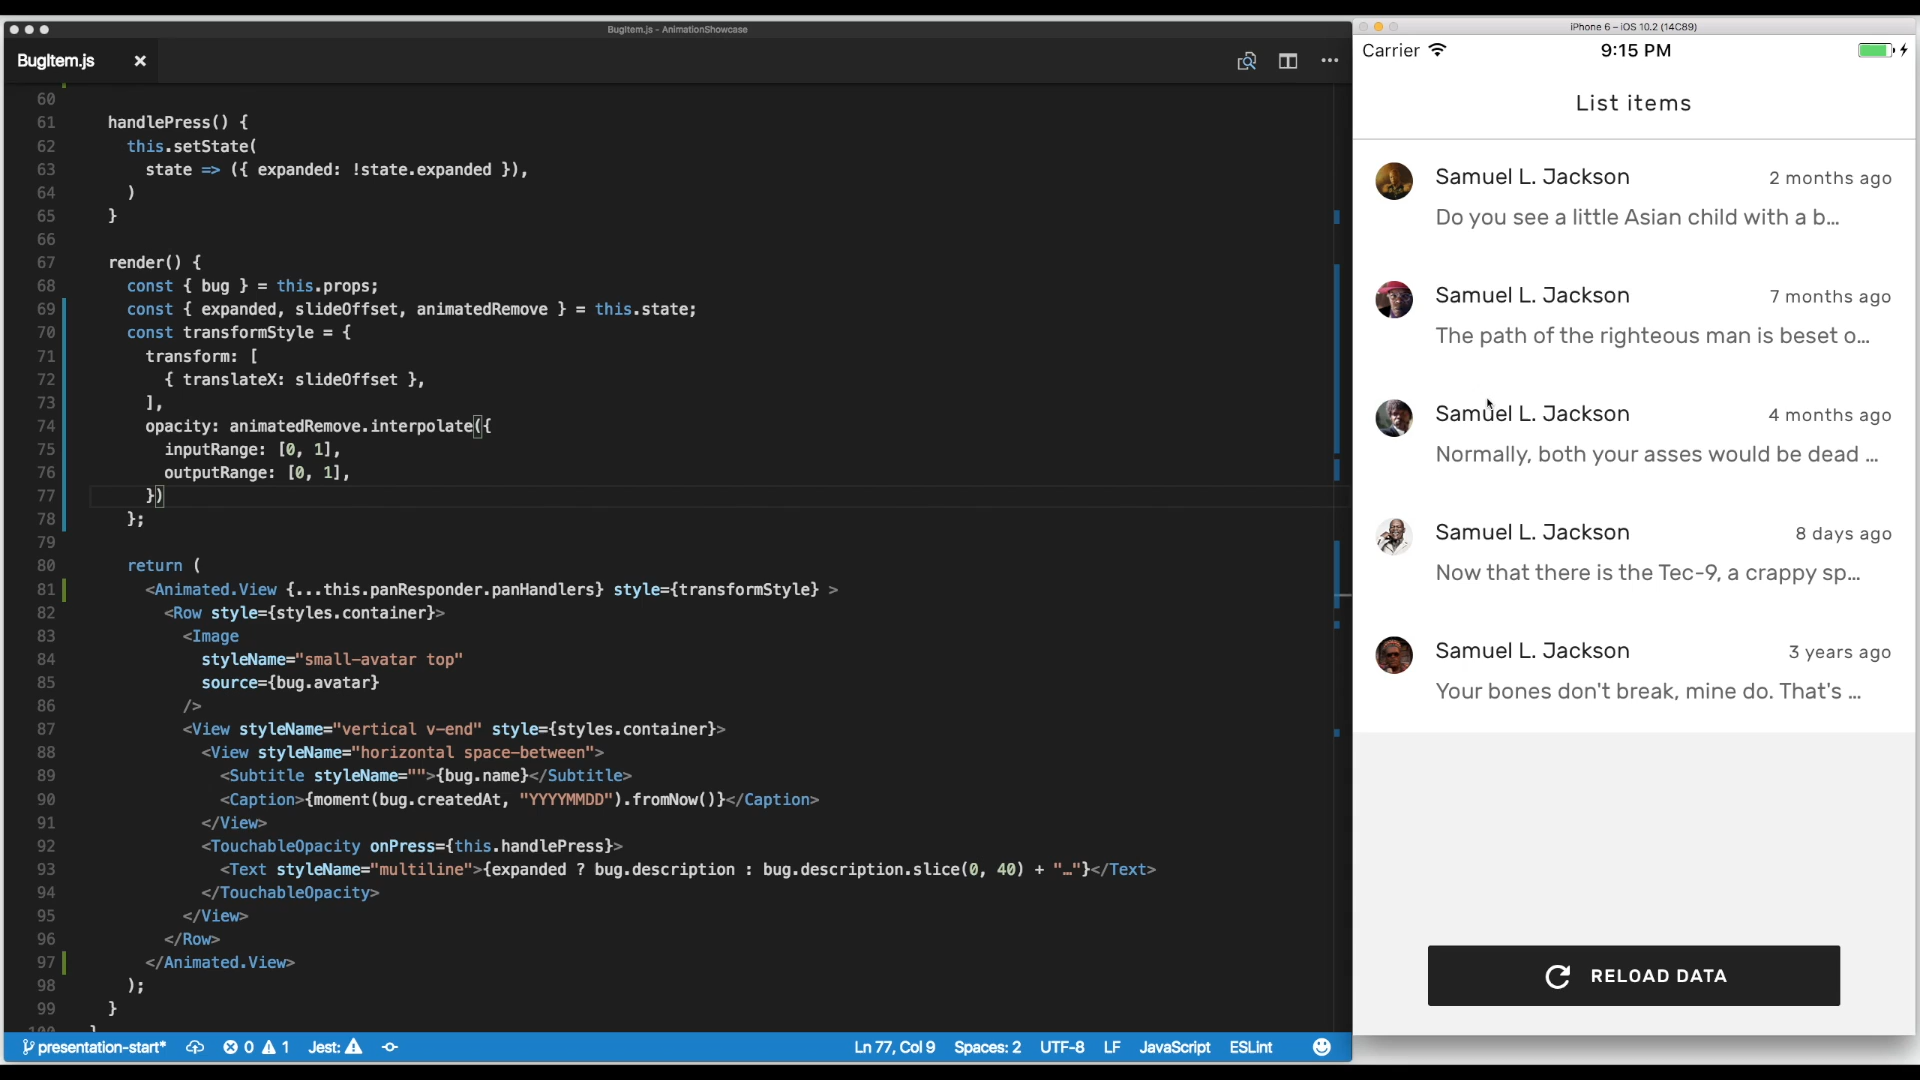 BugItem.js - AnimationShowcase
BugItem.js
60
61 handlePress() {
62 this.setState(
63 state => ({ expanded: !state.expanded }),
64 )
65 }
66
67 render() {
68 const { bug } = this.props;
69 const { expanded, slideOffset, animatedRemove } = this.state;
70 const transformStyle = {
71 transform: [
72 { translateX: slideOffset },
73 ],
74 opacity: animatedRemove.interpolate({
75 inputRange: [0, 1],
76 outputRange: [0, 1],
77 })
78 };
79
80 return (
81 <Animated.View {...this.panResponder.panHandlers} style={transformStyle} >
82 <Row style={styles.container}>
83 <Image
84 styleName="small-avatar top"
85 source={bug.avatar}
86 />
87 <View styleName="vertical v-end" style={styles.container}>
88 <View styleName="horizontal space-between">
89 <Subtitle styleName="">{bug.name}</Subtitle>
90 <Caption>{moment(bug.createdAt, "YYYYMMDD").fromNow()}</Caption>
91 </View>
92 <TouchableOpacity onPress={this.handlePress}>
93 <Text styleName="multiline">{expanded ? bug.description : bug.description.slice(0, 40) + "…"}</Text>
94 </TouchableOpacity>
95 </View>
96 </Row>
97 </Animated.View>
98 );
99 }
100 }
presentation-start* 0 1 Jest: Ln 77, Col 9 Spaces: 2 UTF-8 LF JavaScript ESLint
iPhone 6 – iOS 10.2 (14C89)
Carrier 9:15 PM
List items
Samuel L. Jackson 2 months ago
Do you see a little Asian child with a b...
Samuel L. Jackson 7 months ago
The path of the righteous man is beset o...
Samuel L. Jackson 4 months ago
Normally, both your asses would be dead ...
Samuel L. Jackson 8 days ago
Now that there is the Tec-9, a crappy sp...
Samuel L. Jackson 3 years ago
Your bones don't break, mine do. That's ...
RELOAD DATA